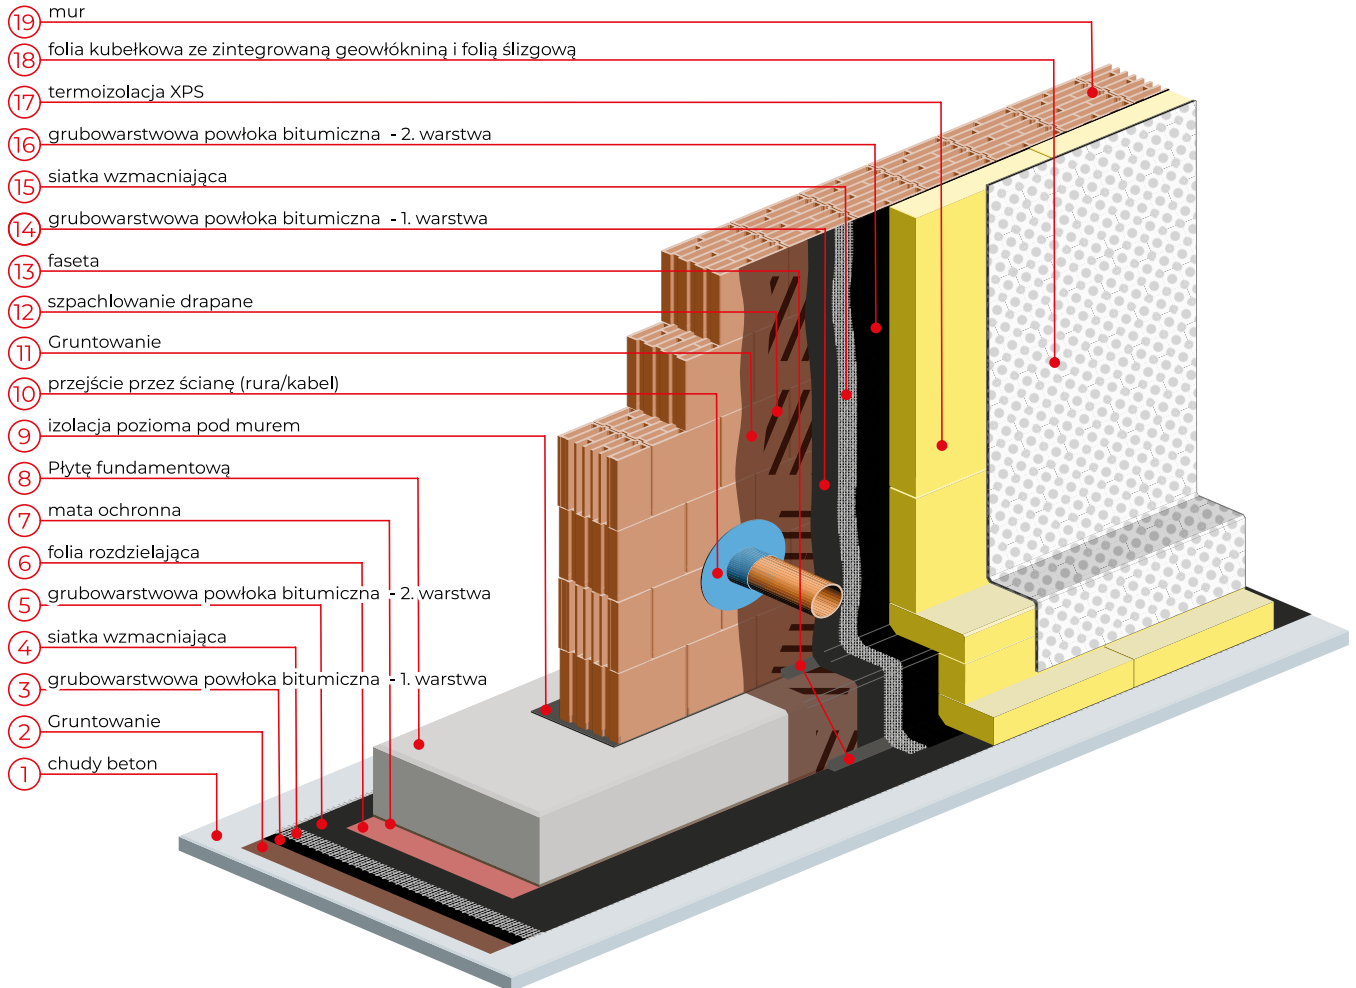 19 mur
18 folia kubełkowa ze zintegrowaną geowłókniną i folią ślizgową
17 termoizolacja XPS
16 grubowarstwowa powłoka bitumiczna - 2. warstwa
15 siatka wzmacniająca
14 grubowarstwowa powłoka bitumiczna - 1. warstwa
13 faseta
12 szpachlowanie drapane
11 Gruntowanie
10 przejście przez ścianę (rura/kabel)
9 izolacja pozioma pod murem
8 Płytę fundamentową
7 mata ochronna
6 folia rozdzielająca
5 grubowarstwowa powłoka bitumiczna - 2. warstwa
4 siatka wzmacniająca
3 grubowarstwowa powłoka bitumiczna - 1. warstwa
2 Gruntowanie
1 chudy beton